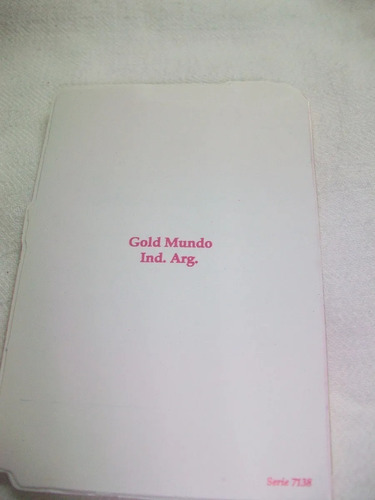 Gold Mundo
Ind. Arg.
Serie 7138